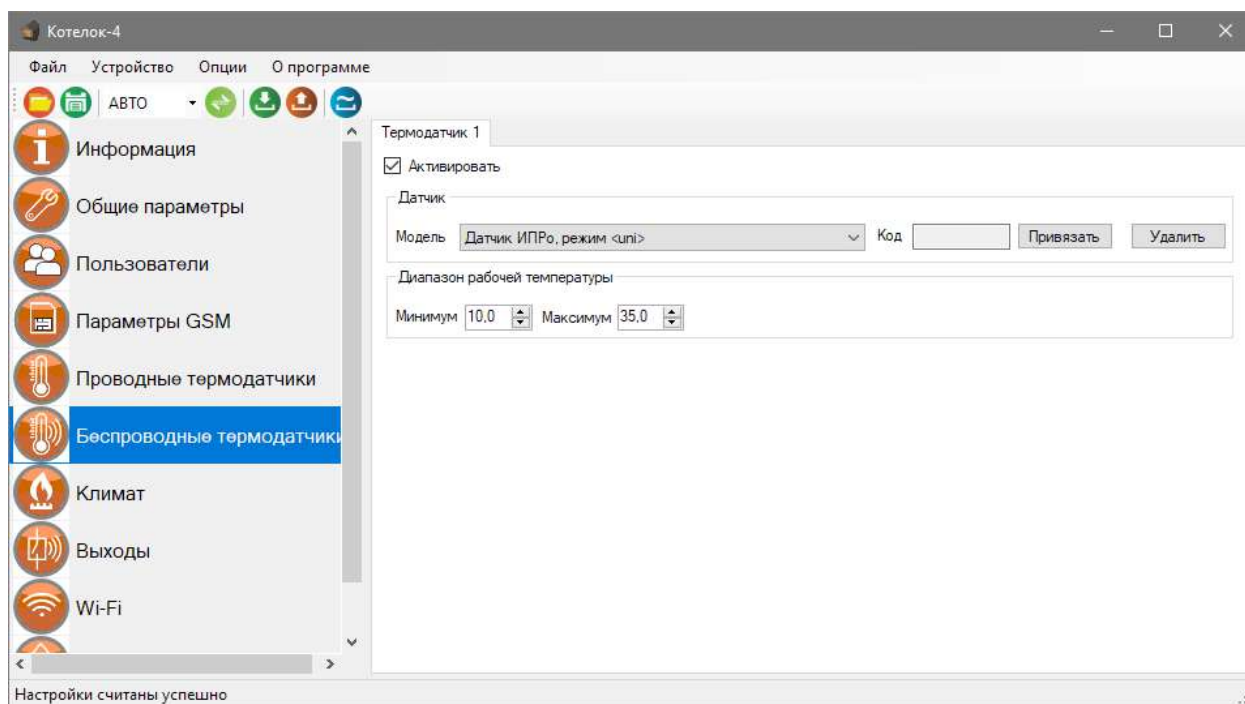 Котелок-4
Файл Устройство Опции О программе
АВТО
Информация
Общие параметры
Пользователи
Параметры GSM
Проводные термодатчики
Беспроводные термодатчики
Климат
Выходы
Wi-Fi
Термодатчик 1
Активировать
Датчик
Модель Датчик ИПРо, режим <uni> Код Привязать Удалить
Диапазон рабочей температуры
Минимум 10,0 Максимум 35,0
Настройки считаны успешно